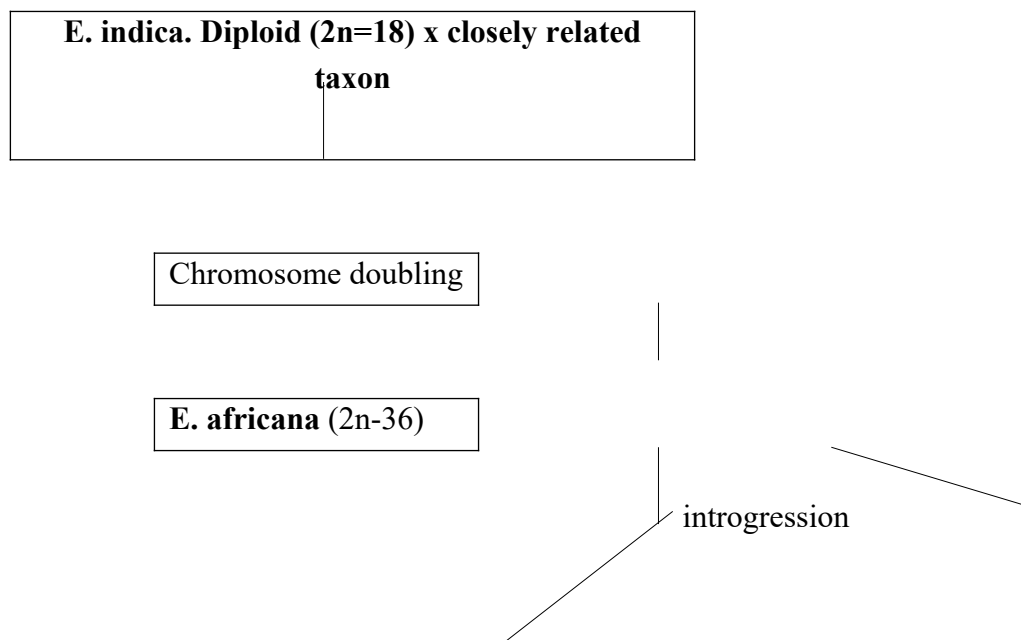 E. indica. Diploid (2n=18) x closely related
taxon
Chromosome doubling
E. africana (2n-36)
introgression